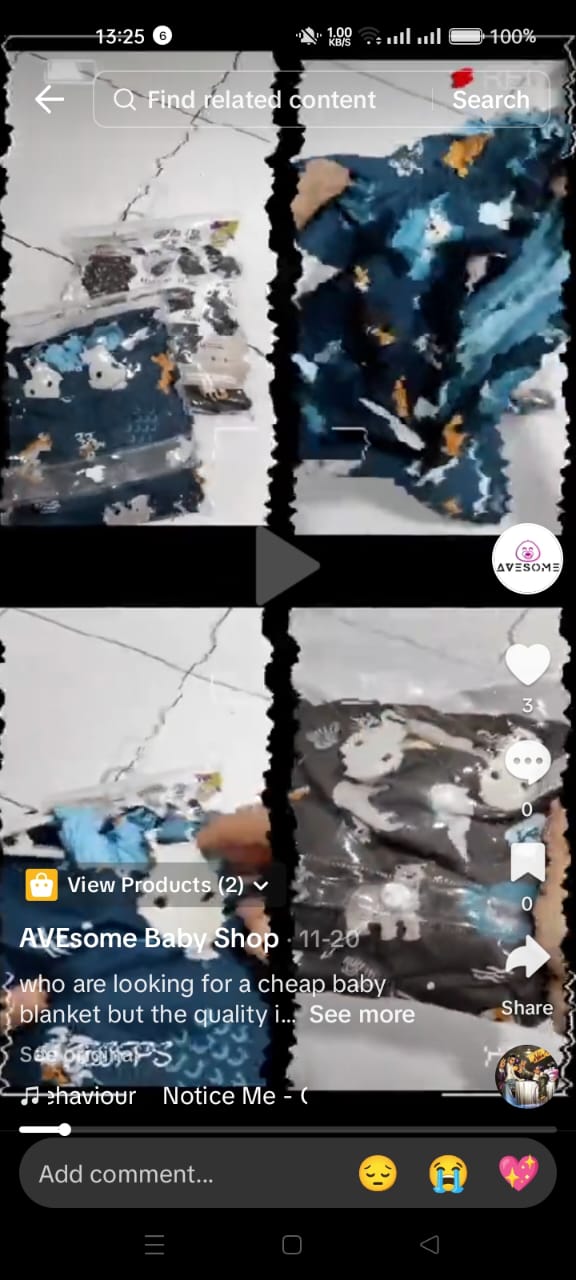 13:25 6 1.00 KB/S 100%
Find related content Search
AVESOME
3
0
View Products (2)
0
AVEsome Baby Shop · 11-20
who are looking for a cheap baby
blanket but the quality i... See more
Share
See original
ehaviour Notice Me - (
Add comment...